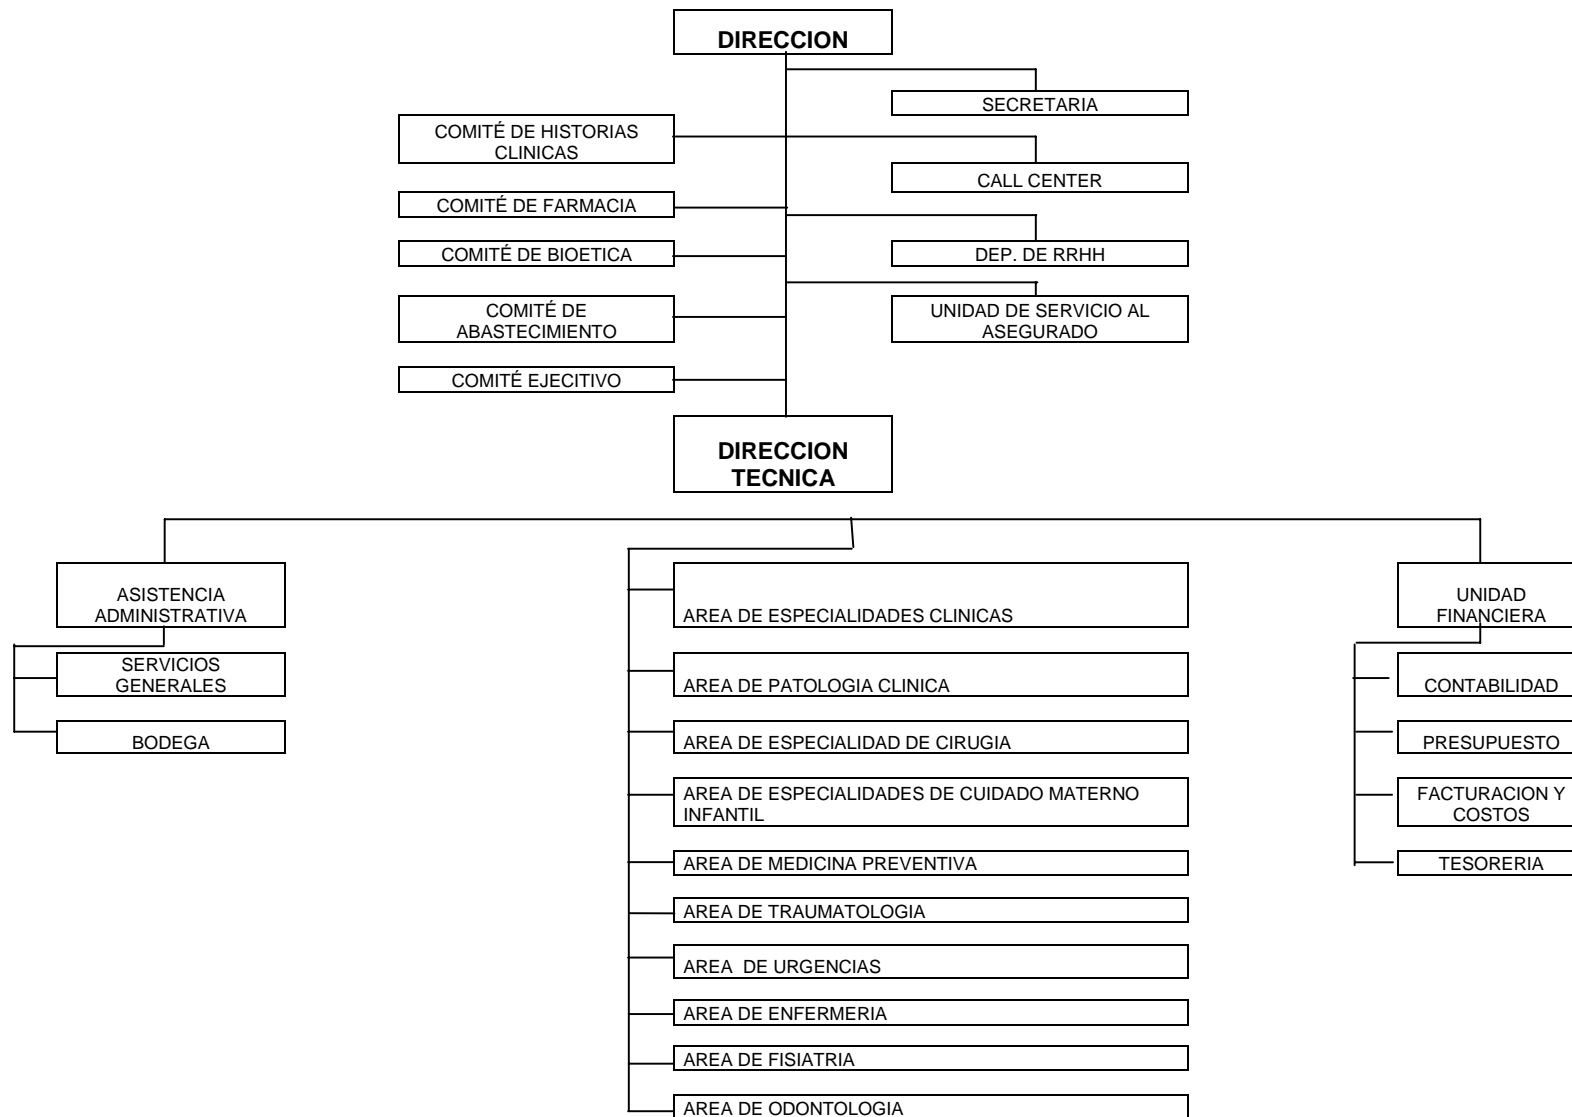 DIRECCION
SECRETARIA
COMITÉ DE HISTORIAS
CLINICAS
CALL CENTER
COMITÉ DE FARMACIA
COMITÉ DE BIOETICA
DEP. DE RRHH
COMITÉ DE
ABASTECIMIENTO
UNIDAD DE SERVICIO AL
ASEGURADO
COMITÉ EJECITIVO
DIRECCION
TECNICA
ASISTENCIA
ADMINISTRATIVA
SERVICIOS
GENERALES
BODEGA
AREA DE ESPECIALIDADES CLINICAS
AREA DE PATOLOGIA CLINICA
AREA DE ESPECIALIDAD DE CIRUGIA
AREA DE ESPECIALIDADES DE CUIDADO MATERNO
INFANTIL
AREA DE MEDICINA PREVENTIVA
AREA DE TRAUMATOLOGIA
AREA  DE URGENCIAS
AREA DE ENFERMERIA
AREA DE FISIATRIA
AREA DE ODONTOLOGIA
UNIDAD
FINANCIERA
CONTABILIDAD
PRESUPUESTO
FACTURACION Y
COSTOS
TESORERIA